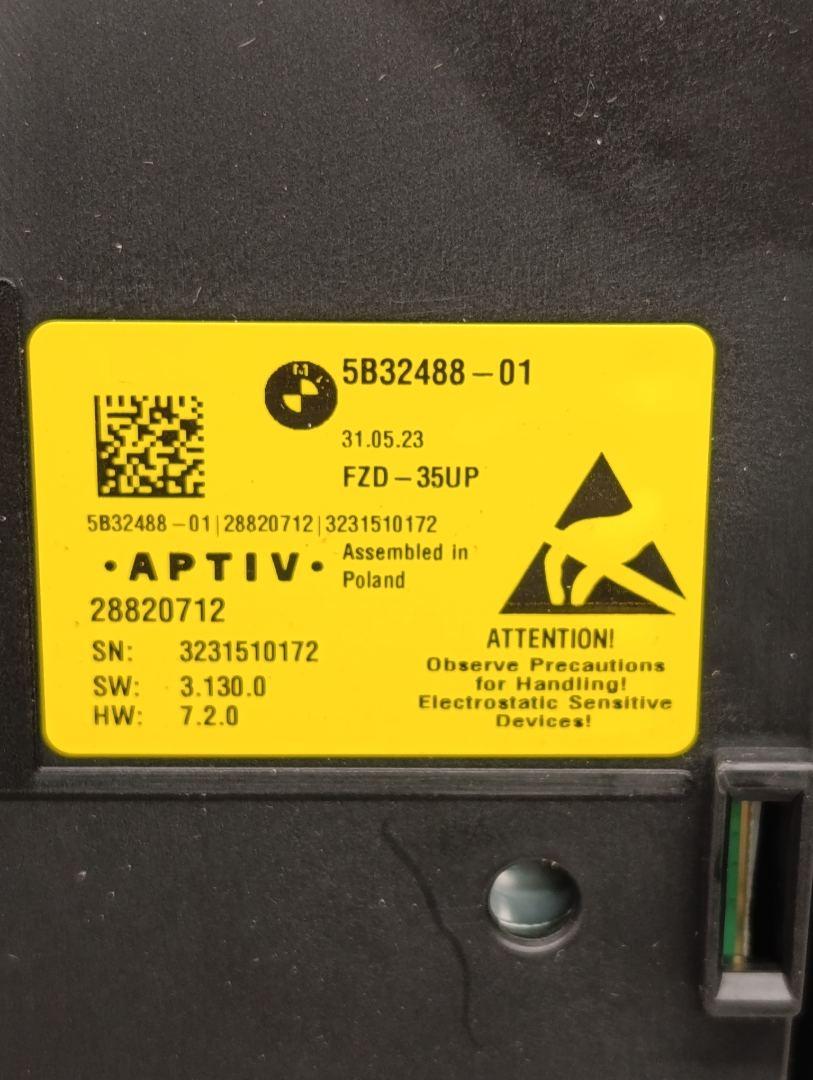 5B32488-01
31.05.23
FZD-35UP
5B32488-01|28820712|3231510172
• A P T I V •
Assembled in
Poland
28820712
SN: 3231510172
SW: 3.130.0
HW: 7.2.0
ATTENTION!
Observe Precautions
for Handling!
Electrostatic Sensitive
Devices!